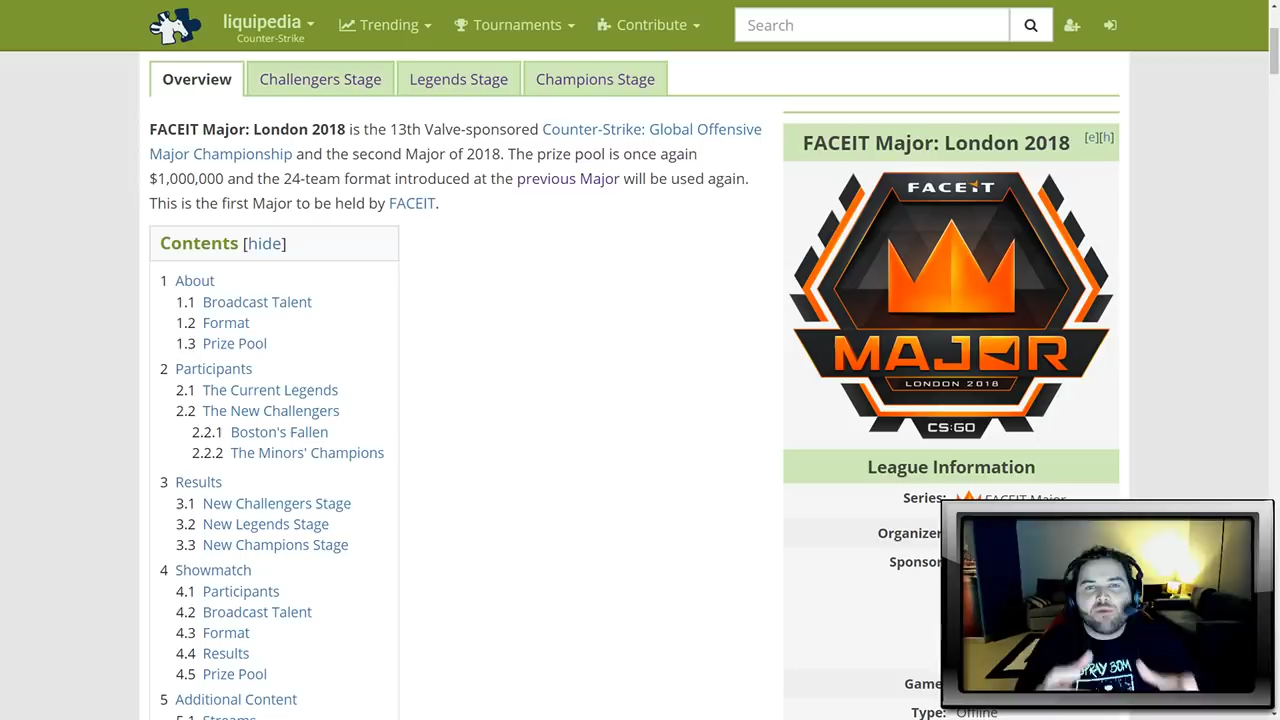 liquipedia
Counter-Strike
Trending
Tournaments
Contribute
Search
Overview
Challengers Stage
Legends Stage
Champions Stage
FACEIT Major: London 2018 is the 13th Valve-sponsored Counter-Strike: Global Offensive
Major Championship and the second Major of 2018. The prize pool is once again
$1,000,000 and the 24-team format introduced at the previous Major will be used again.
This is the first Major to be held by FACEIT.
Contents [hide]
1 About
1.1 Broadcast Talent
1.2 Format
1.3 Prize Pool
2 Participants
2.1 The Current Legends
2.2 The New Challengers
2.2.1 Boston's Fallen
2.2.2 The Minors' Champions
3 Results
3.1 New Challengers Stage
3.2 New Legends Stage
3.3 New Champions Stage
4 Showmatch
4.1 Participants
4.2 Broadcast Talent
4.3 Format
4.4 Results
4.5 Prize Pool
5 Additional Content
5.1 Streams
FACEIT Major: London 2018 [e][h]
FACEIT
MAJOR
LONDON 2018
CS:GO
League Information
Series: FACEIT Major
Organizer
Sponsor
Game
Type: Offline